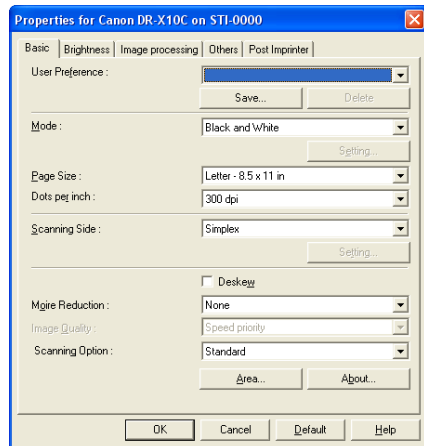 Properties for Canon DR-X10C on STI-0000
Basic Brightness Image processing Others Post Imprinter
User Preference :
Save... Delete
Mode : Black and White
Setting...
Page Size : Letter - 8.5 x 11 in
Dots per inch : 300 dpi
Scanning Side : Simplex
Setting...
Deskew
Moire Reduction : None
Image Quality : Speed priority
Scanning Option : Standard
Area... About...
OK Cancel Default Help